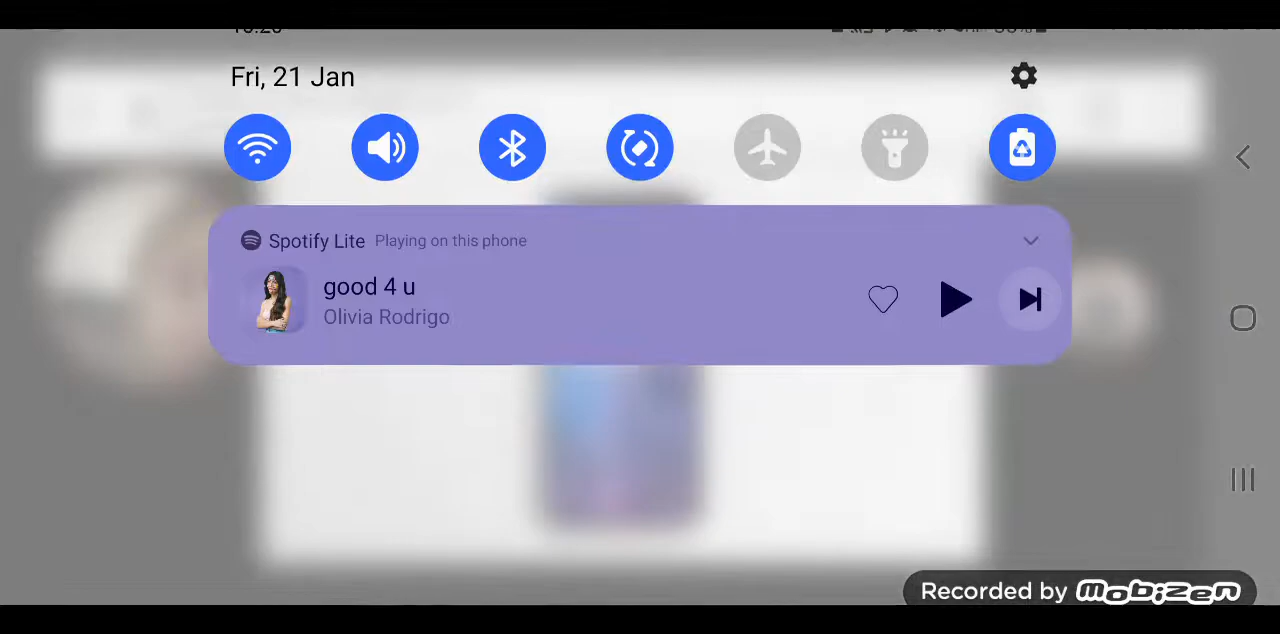 Fri, 21 Jan
Spotify Lite Playing on this phone
good 4 u
Olivia Rodrigo
Recorded by mobizen